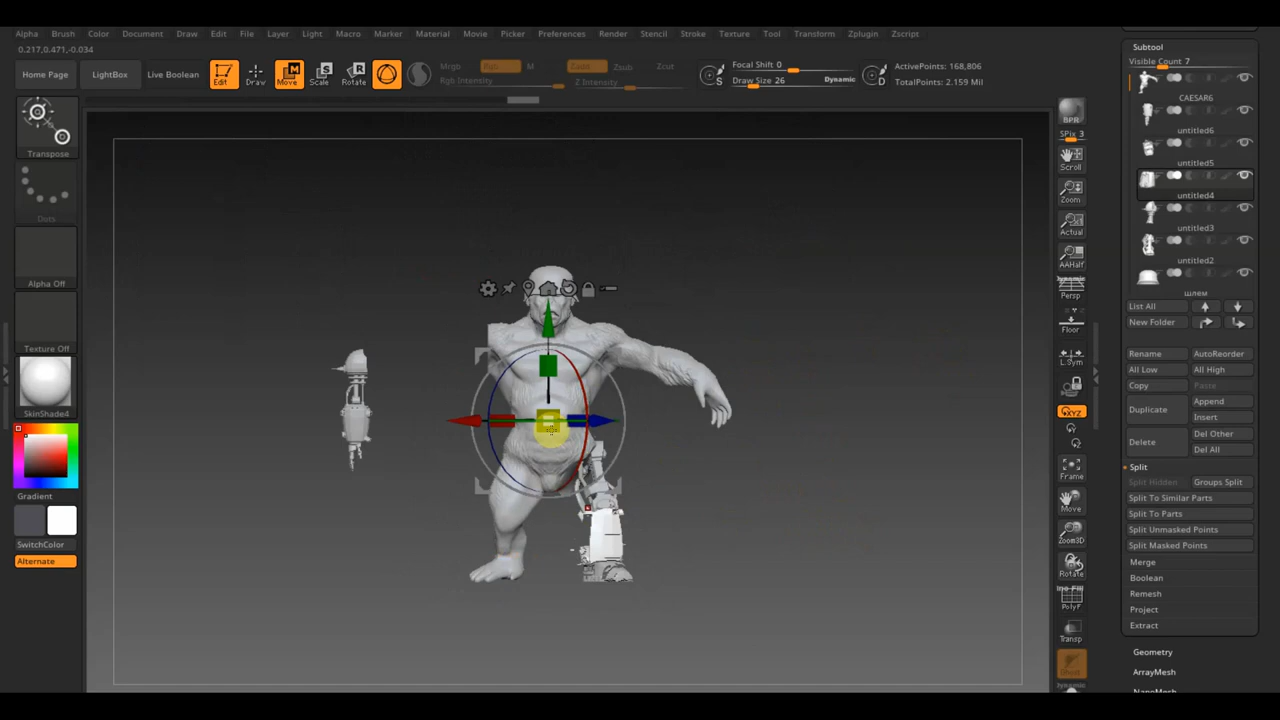 Alpha Brush Color Document Draw Edit File Layer Light Macro Marker Material Movie Picker Preferences Render Stencil Stroke Texture Tool Transform Zplugin Zscript
0.217,0.471,-0.034
Home Page LightBox Live Boolean Edit Draw Move Scale Rotate
Mrgb Rgb M Zadd Zsub Zcut
Rgb Intensity Z Intensity
Focal Shift 0
Draw Size 26 Dynamic
S
D
ActivePoints: 168,806
TotalPoints: 2.159 Mil
Transpose
Dots
Alpha Off
Texture Off
SkinShade4
Gradient
SwitchColor
Alternate
BPR
SPix 3
Scroll
Zoom
Actual
AAHalf
Persp
Floor
L.Sym
XYZ
Y
Z
Frame
Move
Zoom3D
Rotate
PolyF
Transp
Dynamic
Subtool
Visible Count 7
CAESAR6
untitled6
untitled5
untitled4
untitled3
untitled2
шлем
List All
New Folder
Rename AutoReorder
All Low All High
Copy Paste
Duplicate Append
Insert
Delete Del Other
Del All
Split
Split Hidden Groups Split
Split To Similar Parts
Split To Parts
Split Unmasked Points
Split Masked Points
Merge
Boolean
Remesh
Project
Extract
Geometry
ArrayMesh
NanoMesh